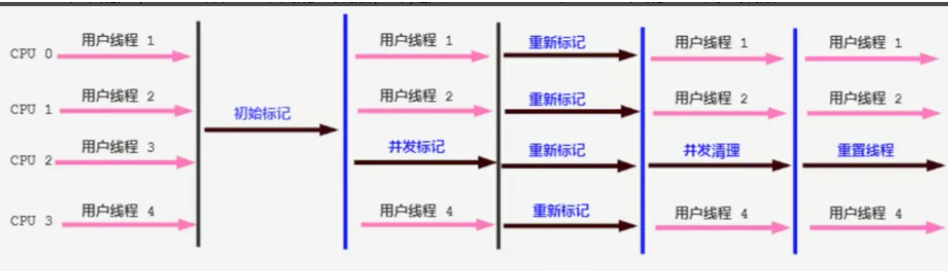 CPU 0 用户线程 1 用户线程 1 重新标记 用户线程 1 用户线程 1
CPU 1 用户线程 2 初始标记 用户线程 2 重新标记 用户线程 2 用户线程 2
CPU 2 用户线程 3 并发标记 重新标记 并发清理 重置线程
CPU 3 用户线程 4 用户线程 4 重新标记 用户线程 4 用户线程 4